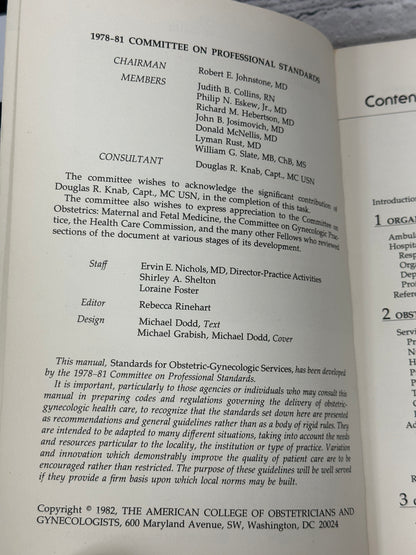 1978-81 COMMITTEE ON PROFESSIONAL STANDARDS
CHAIRMAN
Robert E. Johnstone, MD
MEMBERS
Judith B. Collins, RN
Philip N. Eskew, Jr., MD
Richard M. Hebertson, MD
John B. Josimovich, MD
Donald McNellis, MD
Lyman Rust, MD
William G. Slate, MB, ChB, MS
CONSULTANT
Douglas R. Knab, Capt., MC USN
The committee wishes to acknowledge the significant contribution of
Douglas R. Knab, Capt., MC USN, in the completion of this task.
The committee also wishes to express appreciation to the Committee on
Obstetrics: Maternal and Fetal Medicine, the Committee on Gynecologic Prac-
tice, the Health Care Commission, and the many other Fellows who reviewed
sections of the document at various stages of its development.
Staff
Ervin E. Nichols, MD, Director-Practice Activities
Shirley A. Shelton
Loraine Foster
Editor
Rebecca Rinehart
Design
Michael Dodd, Text
Michael Grabish, Michael Dodd, Cover
This manual, Standards for Obstetric-Gynecologic Services, has been developed
by the 1978-81 Committee on Professional Standards.
It is important, particularly to those agencies or individuals who may consult this
manual in preparing codes and regulations governing the delivery of obstetric-
gynecologic health care, to recognize that the standards set down here are presented
as recommendations and general guidelines rather than as a body of rigid rules. They
are intended to be adapted to many different situations, taking into account the needs
and resources particular to the locality, the institution or type of practice. Variation
and innovation which demonstrably improve the quality of patient care are to be
encouraged rather than restricted. The purpose of these guidelines will be well served
if they provide a firm basis upon which local norms may be built.
Copyright © 1982, THE AMERICAN COLLEGE OF OBSTETRICIANS AND
GYNECOLOGISTS, 600 Maryland Avenue, SW, Washington, DC 20024
Conten
Introductio
1 ORGAN
Ambula
Hospita
Resp
Orga
Dep
Prof
Refer
2 OBST
Servi
Pr
N
H
P
P
T
C
P
Ad
3 G